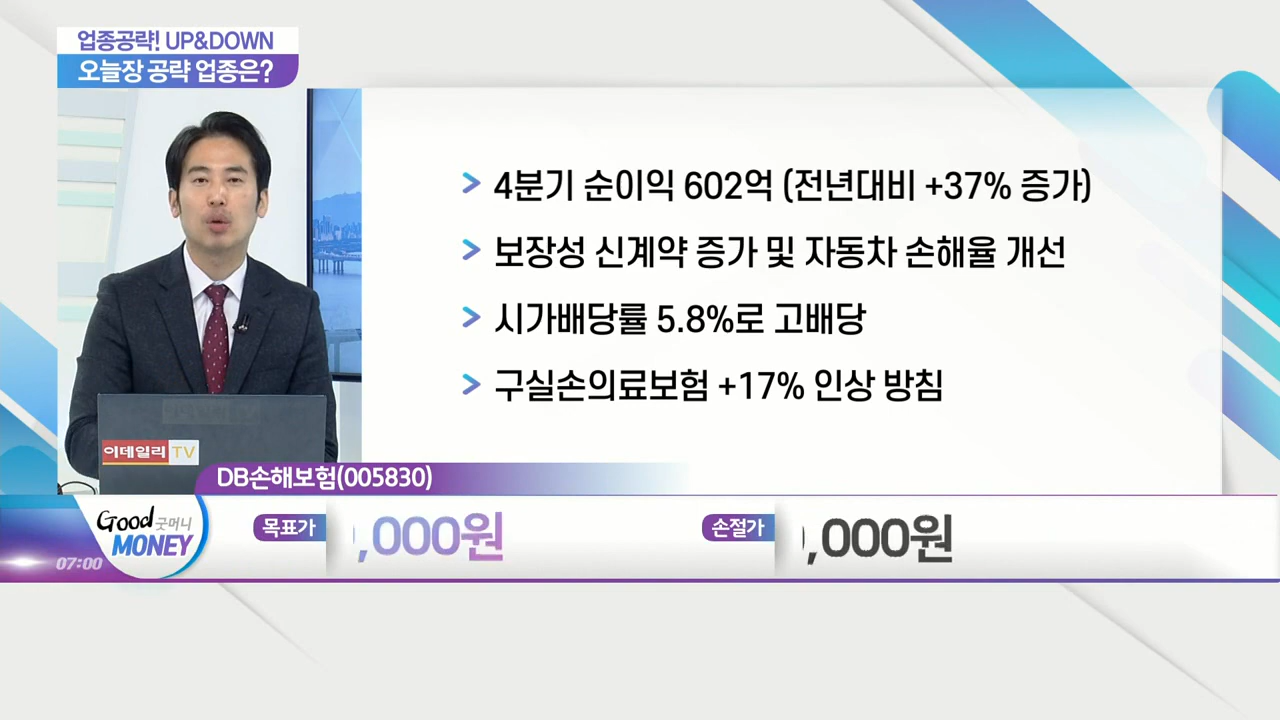 업종공략! UP&DOWN
오늘장 공략 업종은?
> 4분기 순이익 602억 (전년대비 +37% 증가)
> 보장성 신계약 증가 및 자동차 손해율 개선
> 시가배당률 5.8%로 고배당
> 구실손의료보험 +17% 인상 방침
이데일리 TV
DB손해보험(005830)
Good 굿머니
MONEY
07:00
목표가 ,000원
손절가 ,000원